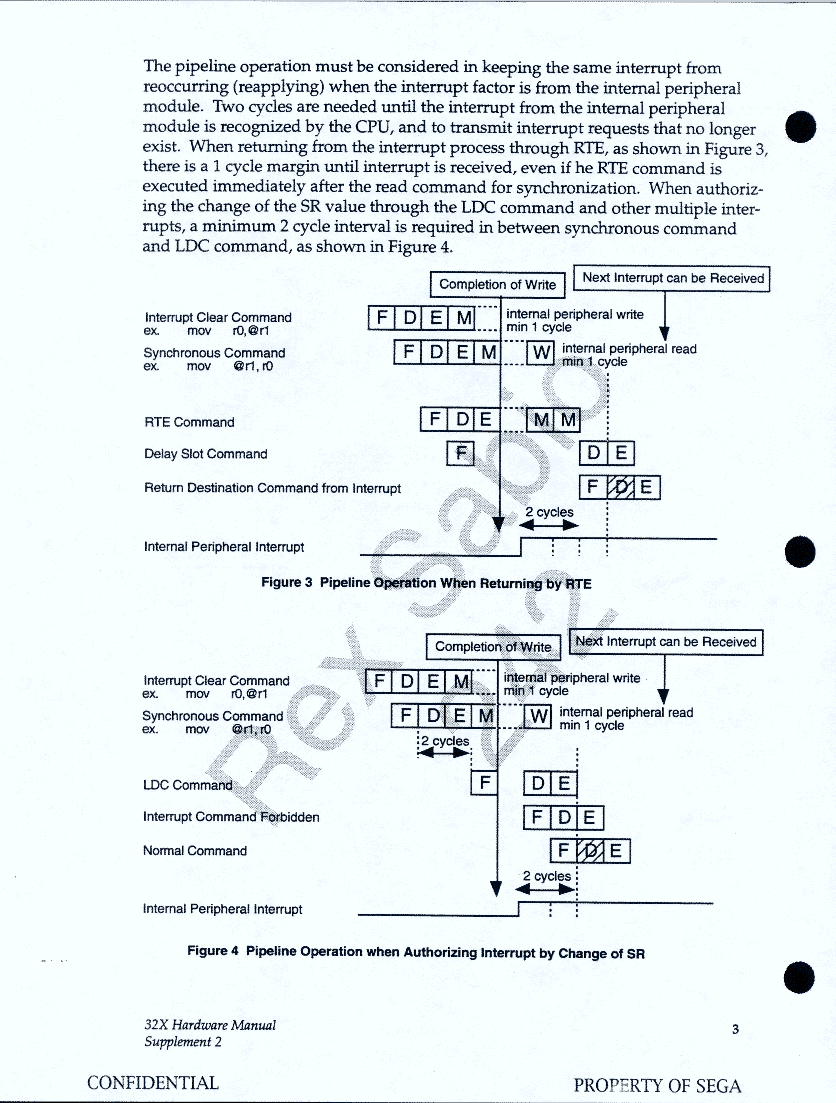 The pipeline operation must be considered in keeping the same interrupt from
reoccurring (reapplying) when the interrupt factor is from the internal peripheral
module. Two cycles are needed until the interrupt from the internal peripheral
module is recognized by the CPU, and to transmit interrupt requests that no longer
exist. When returning from the interrupt process through RTE, as shown in Figure 3,
there is a 1 cycle margin until interrupt is received, even if he RTE command is
executed immediately after the read command for synchronization. When authoriz-
ing the change of the SR value through the LDC command and other multiple inter-
rupts, a minimum 2 cycle interval is required in between synchronous command
and LDC command, as shown in Figure 4.
Completion of Write
Next Interrupt can be Received
Interrupt Clear Command
ex. mov r0,@r1
F D E M
internal peripheral write
min 1 cycle
Synchronous Command
ex. mov @r1, r0
F D E M W
internal peripheral read
min 1 cycle
RTE Command
F D E M M
Delay Slot Command
F D E
Return Destination Command from Interrupt
F D E
2 cycles
Internal Peripheral Interrupt
Figure 3 Pipeline Operation When Returning by RTE
Completion of Write
Next Interrupt can be Received
Interrupt Clear Command
ex. mov r0,@r1
F D E M
internal peripheral write
min 1 cycle
Synchronous Command
ex. mov @r1, r0
F D E M W
internal peripheral read
min 1 cycle
2 cycles
LDC Command
F D E
Interrupt Command Forbidden
F D E
Normal Command
F D E
2 cycles
Internal Peripheral Interrupt
Figure 4 Pipeline Operation when Authorizing Interrupt by Change of SR
Rex Sabio
242
32X Hardware Manual
Supplement 2
3
CONFIDENTIAL
PROPERTY OF SEGA